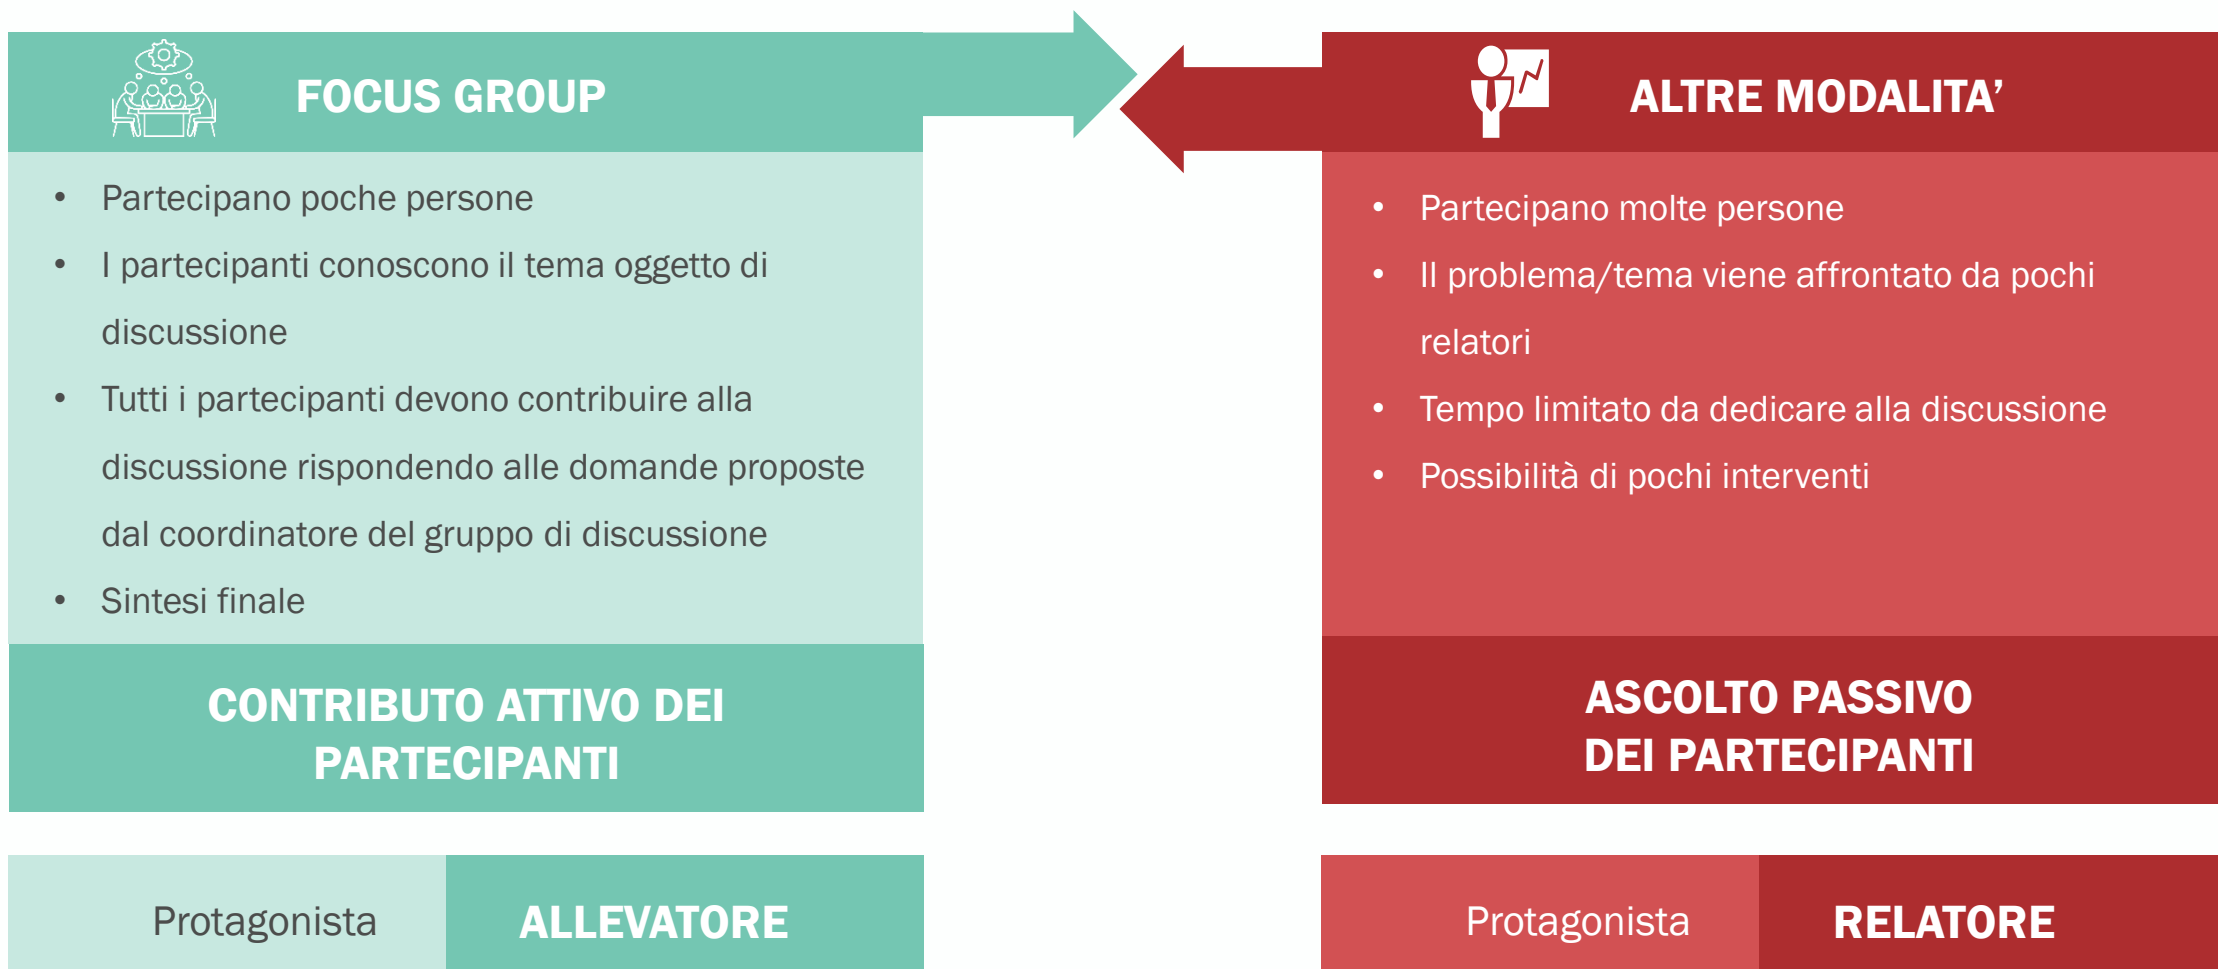 FOCUS GROUP
• Partecipano poche persone
• I partecipanti conoscono il tema oggetto di
discussione
• Tutti i partecipanti devono contribuire alla
discussione rispondendo alle domande proposte
dal coordinatore del gruppo di discussione
• Sintesi finale
CONTRIBUTO ATTIVO DEI
PARTECIPANTI
Protagonista
ALLEVATORE
ALTRE MODALITA’
• Partecipano molte persone
• Il problema/tema viene affrontato da pochi
relatori
• Tempo limitato da dedicare alla discussione
• Possibilità di pochi interventi
ASCOLTO PASSIVO
DEI PARTECIPANTI
Protagonista
RELATORE